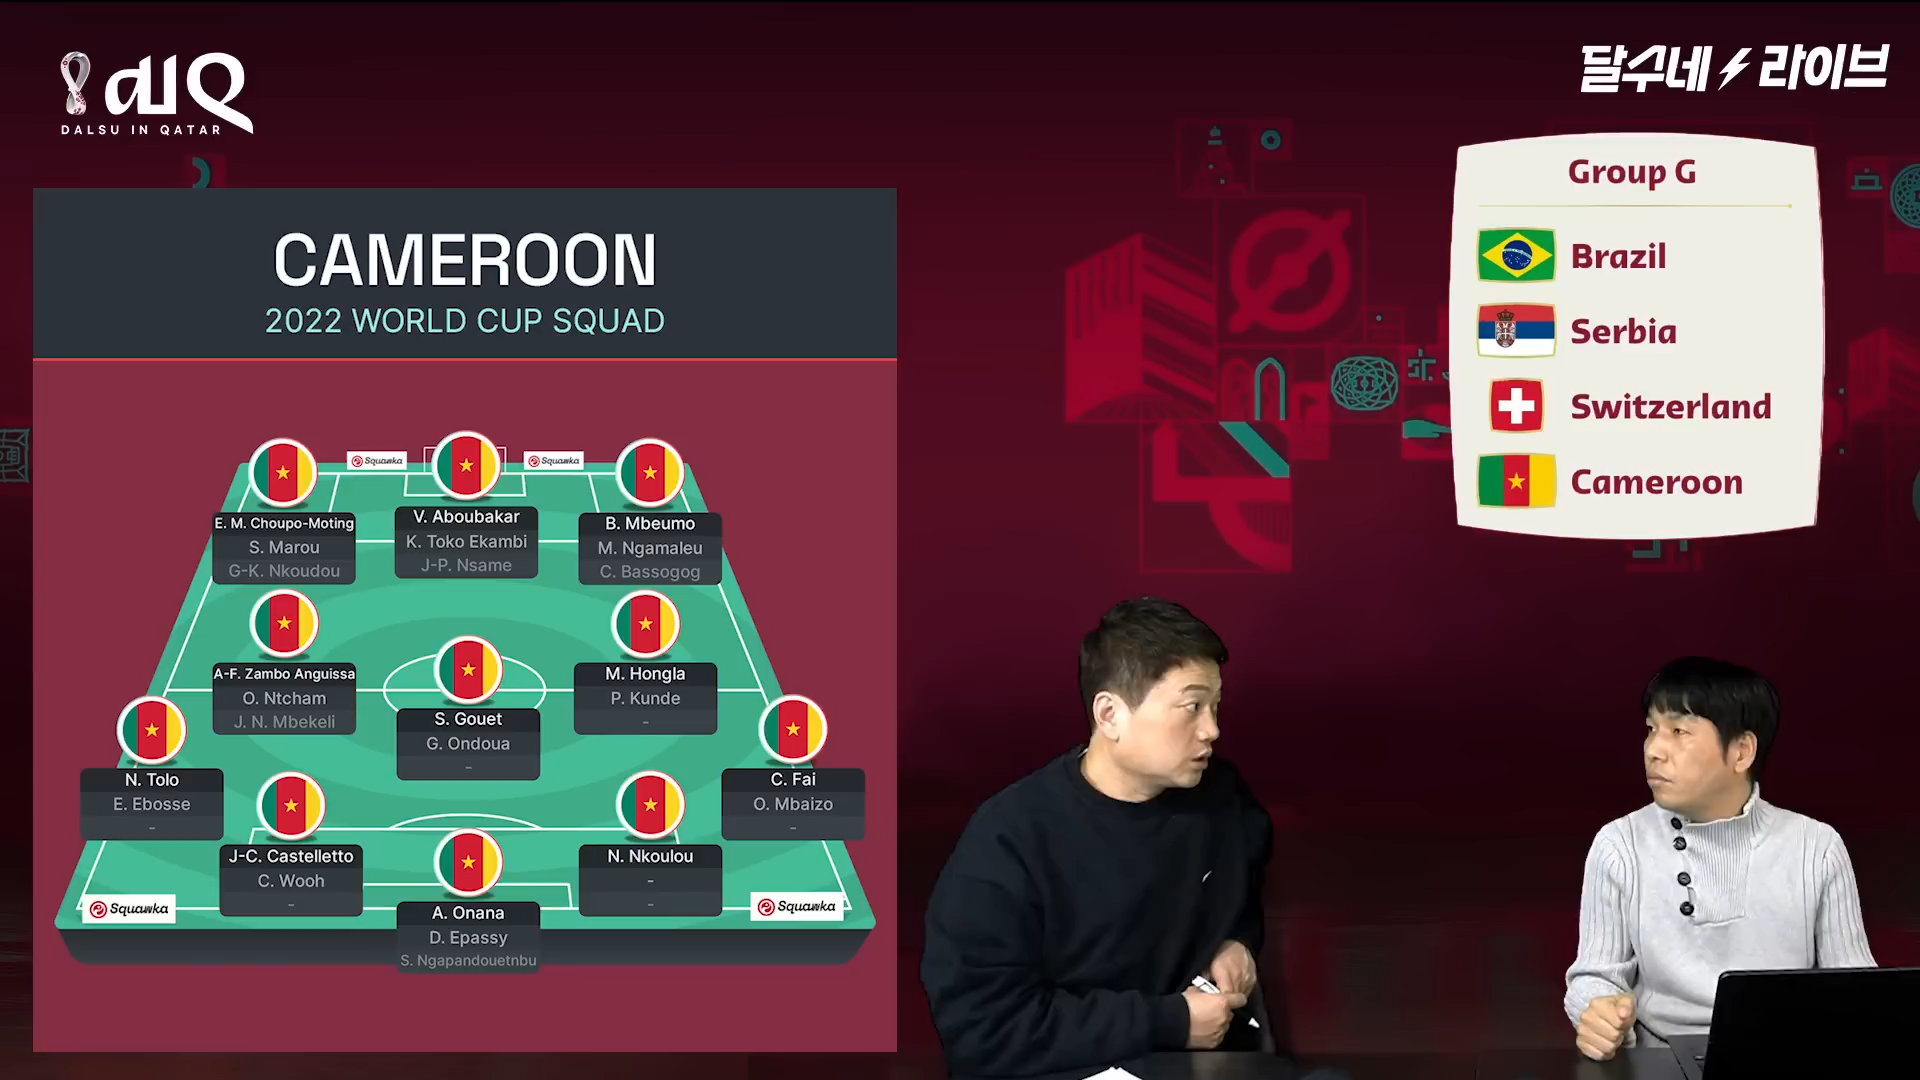 dIQ
DALSU IN QATAR
달수네 라이브
CAMEROON
2022 WORLD CUP SQUAD
Group G
Brazil
Serbia
Switzerland
Cameroon
Squawka
Squawka
E. M. Choupo-Moting
S. Marou
G-K. Nkoudou
V. Aboubakar
K. Toko Ekambi
J-P. Nsame
B. Mbeumo
M. Ngamaleu
C. Bassogog
A-F. Zambo Anguissa
O. Ntcham
J. N. Mbekeli
S. Gouet
G. Ondoua
-
M. Hongla
P. Kunde
-
N. Tolo
E. Ebosse
-
C. Fai
O. Mbaizo
-
J-C. Castelletto
C. Wooh
-
N. Nkoulou
-
-
A. Onana
D. Epassy
S. Ngapandouetnbu
Squawka
Squawka